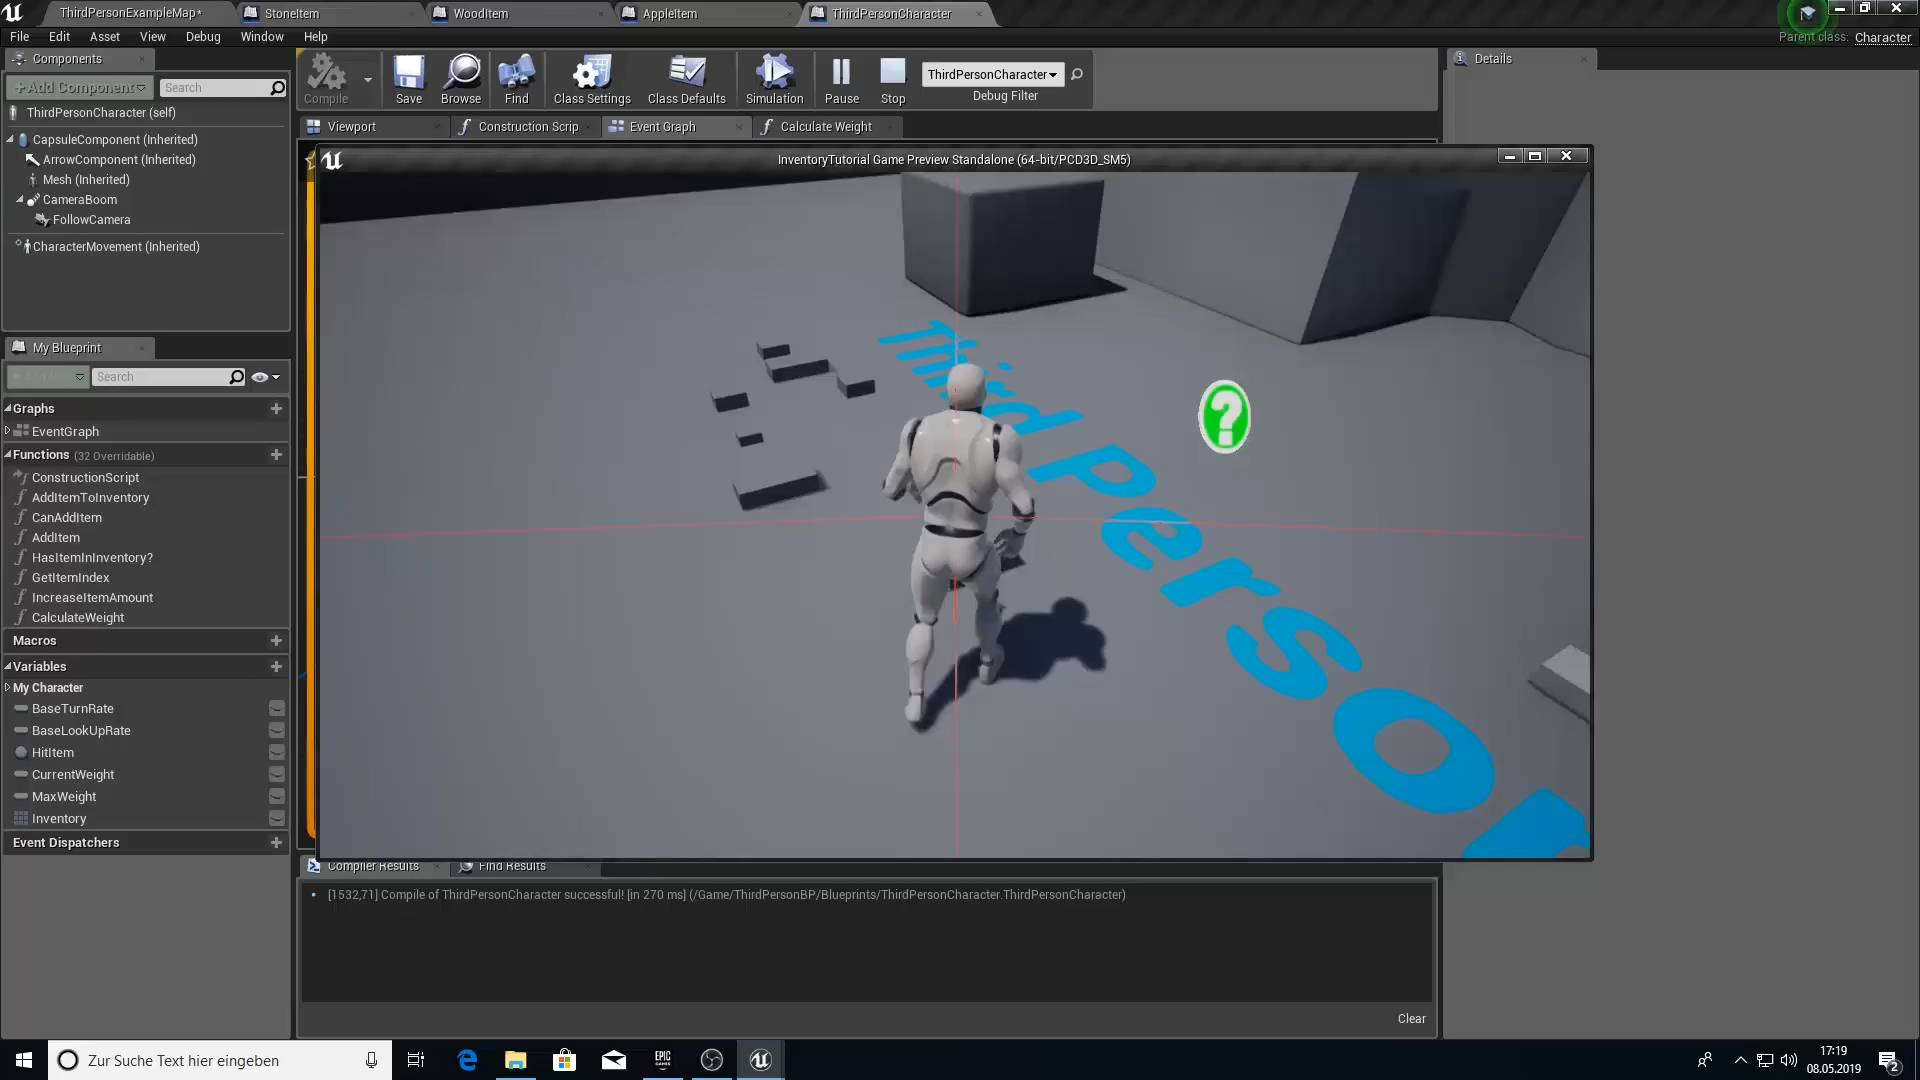 ThirdPersonExampleMap*
StoneItem
WoodItem
AppleItem
ThirdPersonCharacter
File Edit Asset View Debug Window Help
Parent class: Character
Components
+Add Component
Search
ThirdPersonCharacter (self)
CapsuleComponent (Inherited)
ArrowComponent (Inherited)
Mesh (Inherited)
CameraBoom
FollowCamera
CharacterMovement (Inherited)
Compile
Save
Browse
Find
Class Settings
Class Defaults
Simulation
Pause
Stop
ThirdPersonCharacter
Debug Filter
Details
Viewport
Construction Scrip
Event Graph
Calculate Weight
InventoryTutorial Game Preview Standalone (64-bit/PCD3D_SM5)
Third Person
?
My Blueprint
Search
Graphs
EventGraph
Functions (32 Overridable)
ConstructionScript
AddItemToInventory
CanAddItem
AddItem
HasItemInInventory?
GetItemIndex
IncreaseItemAmount
CalculateWeight
Macros
Variables
My Character
BaseTurnRate
BaseLookUpRate
HitItem
CurrentWeight
MaxWeight
Inventory
Event Dispatchers
Compiler Results
Find Results
[1532,71] Compile of ThirdPersonCharacter successful! [in 270 ms] (/Game/ThirdPersonBP/Blueprints/ThirdPersonCharacter.ThirdPersonCharacter)
Clear
Zur Suche Text hier eingeben
EPIC GAMES
17:19
08.05.2019
2